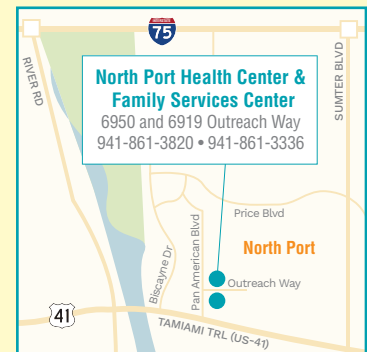 INTERSTATE
75
RIVER RD
SUMTER BLVD
North Port Health Center &
Family Services Center
6950 and 6919 Outreach Way
941-861-3820 • 941-861-3336
Price Blvd
North Port
Biscayne Dr
Pan American Blvd
Outreach Way
41
TAMIAMI TRL (US-41)